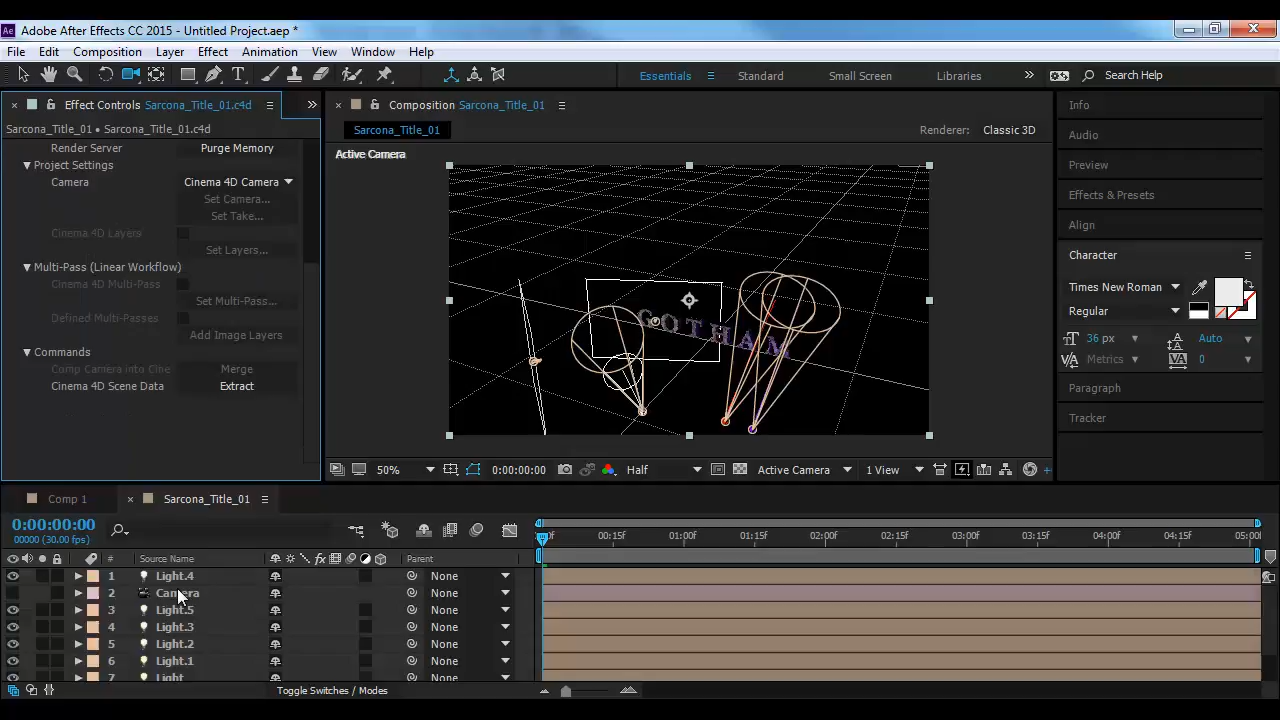 Ae Adobe After Effects CC 2015 - Untitled Project.aep *
File Edit Composition Layer Effect Animation View Window Help
Essentials Standard Small Screen Libraries Search Help
Effect Controls Sarcona_Title_01.c4d
Composition Sarcona_Title_01
Sarcona_Title_01 • Sarcona_Title_01.c4d
Sarcona_Title_01
Renderer: Classic 3D
Active Camera
Render Server Purge Memory
Project Settings
Camera Cinema 4D Camera
Set Camera...
Set Take...
Cinema 4D Layers
Set Layers...
Multi-Pass (Linear Workflow)
Cinema 4D Multi-Pass
Set Multi-Pass...
Defined Multi-Passes
Add Image Layers
Commands
Comp Camera into Cine Merge
Cinema 4D Scene Data Extract
GOTHAM
50% 0:00:00:00 Half Active Camera 1 View
Info
Audio
Preview
Effects & Presets
Align
Character
Times New Roman
Regular
36 px Auto
Metrics 0
Paragraph
Tracker
Comp 1 Sarcona_Title_01
0:00:00:00
00000 (30.00 fps)
00:15f 01:00f 01:15f 02:00f 02:15f 03:00f 03:15f 04:00f 04:15f 05:00f
# Source Name Parent
1 Light.4 None
2 Camera None
3 Light.5 None
4 Light.3 None
5 Light.2 None
6 Light.1 None
7 Light None
Toggle Switches / Modes